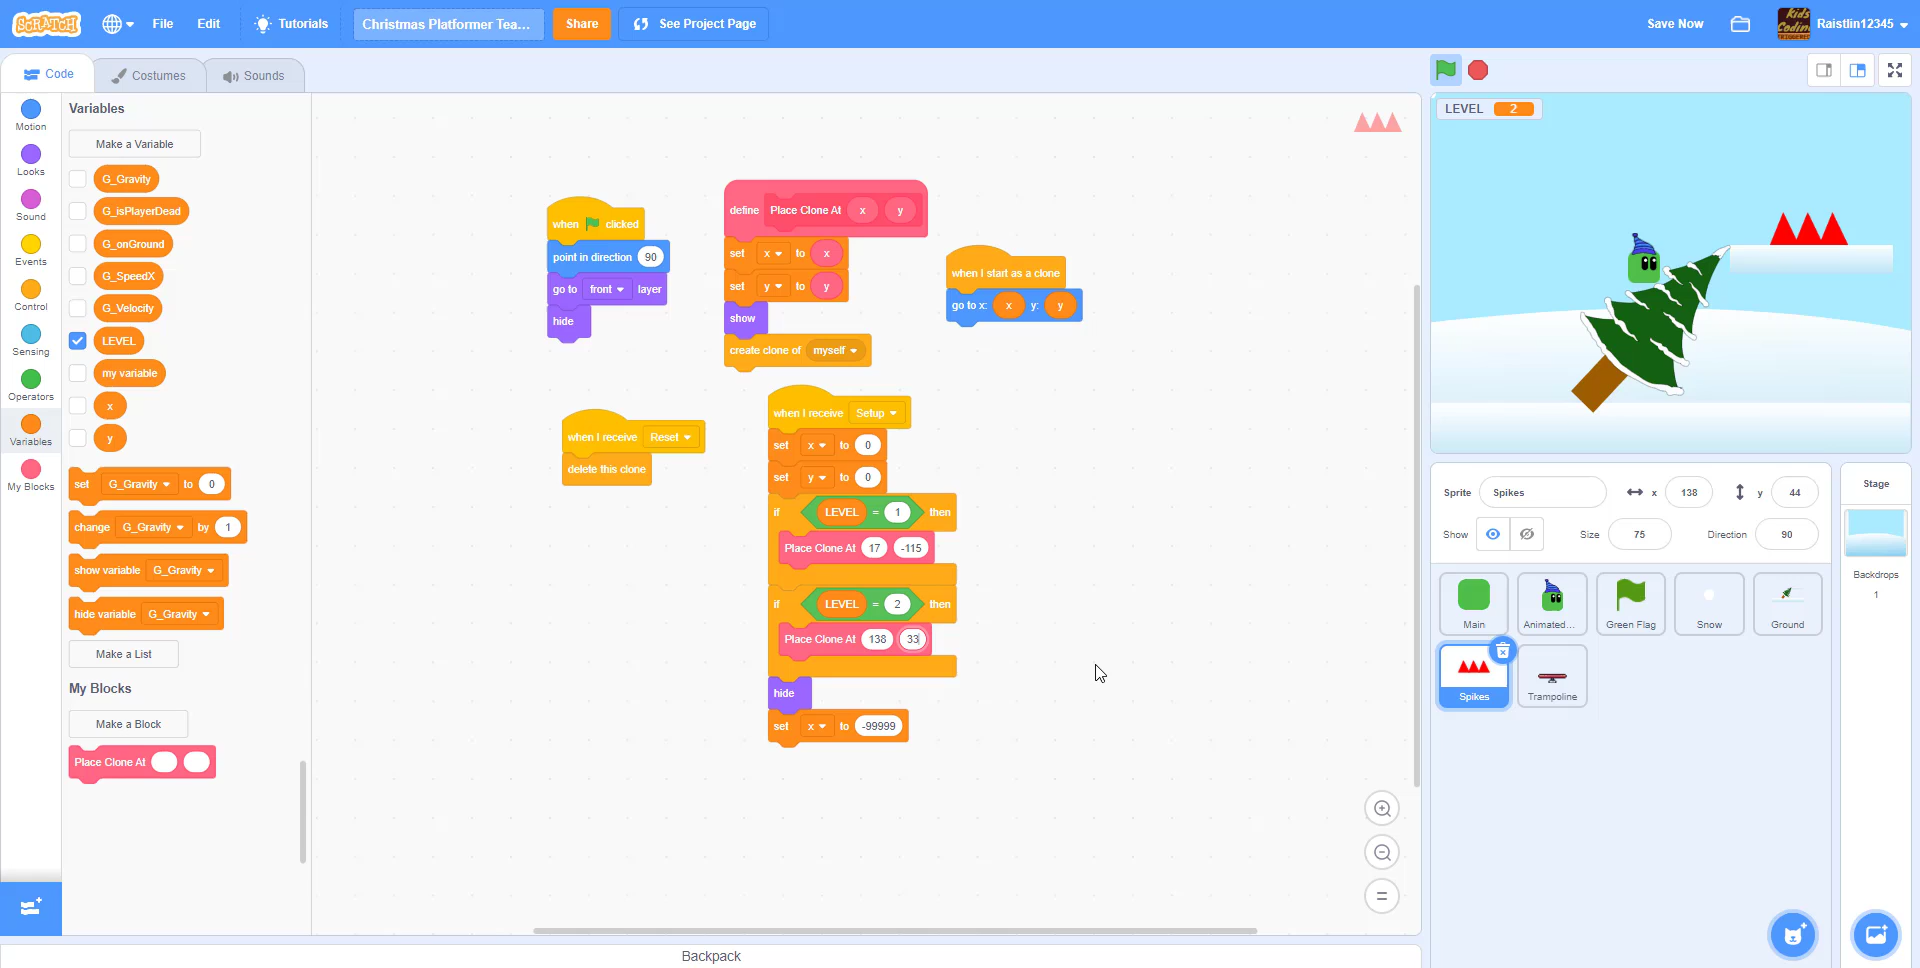 SCRATCH
File
Edit
Tutorials
Christmas Platformer Tea...
Share
See Project Page
Save Now
Raistlin12345
Code
Costumes
Sounds
Motion
Looks
Sound
Events
Control
Sensing
Operators
Variables
My Blocks
Variables
Make a Variable
G_Gravity
G_isPlayerDead
G_onGround
G_SpeedX
G_Velocity
LEVEL
my variable
x
y
set G_Gravity to 0
change G_Gravity by 1
show variable G_Gravity
hide variable G_Gravity
Make a List
My Blocks
Make a Block
Place Clone At
when clicked
point in direction 90
go to front layer
hide
define Place Clone At x y
set x to x
set y to y
show
create clone of myself
when I start as a clone
go to x: x y: y
when I receive Reset
delete this clone
when I receive Setup
set x to 0
set y to 0
if LEVEL = 1 then
Place Clone At 17 -115
if LEVEL = 2 then
Place Clone At 138 33
hide
set x to -99999
Backpack
LEVEL 2
Sprite Spikes x 138 y 44
Show Size 75 Direction 90
Main
Animated...
Green Flag
Snow
Ground
Spikes
Trampoline
Stage
Backdrops
1